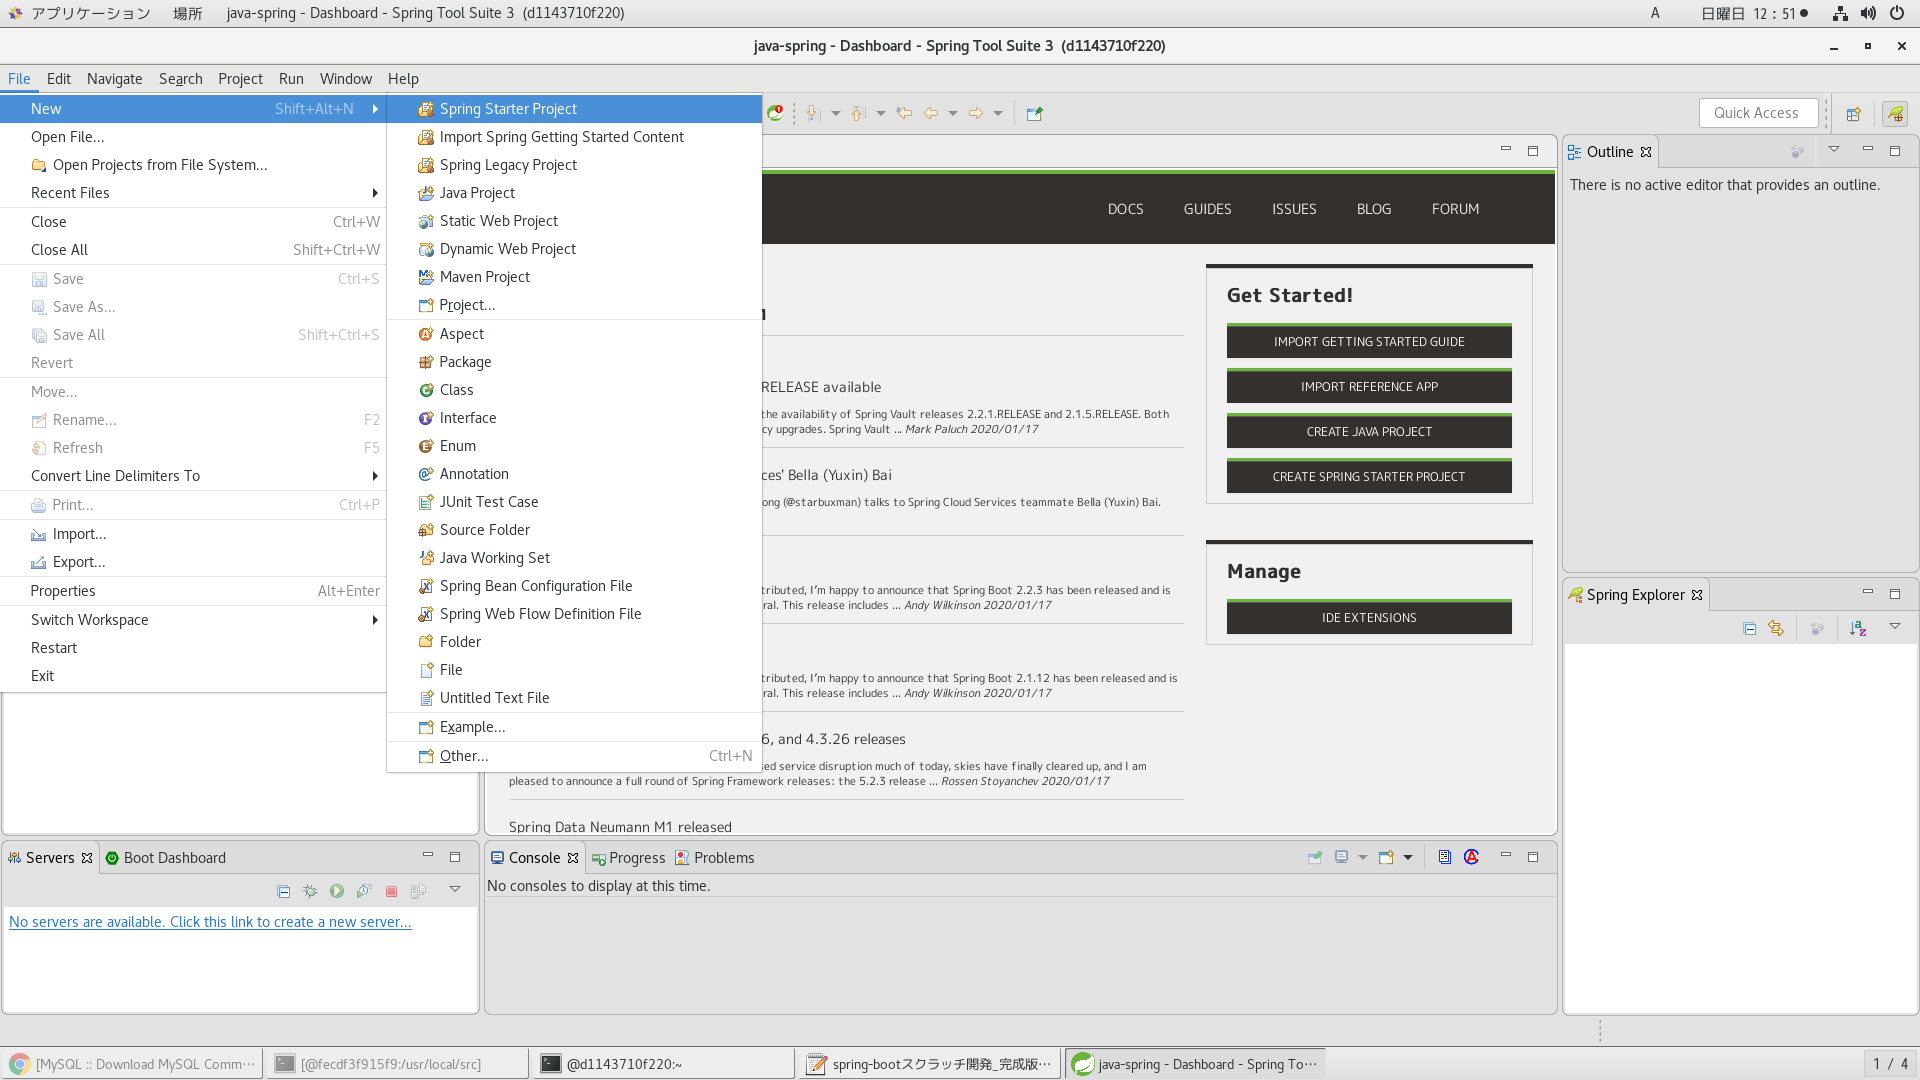 アプリケーション 場所 java-spring - Dashboard - Spring Tool Suite 3 (d1143710f220) A 日曜日 12 : 51●
java-spring - Dashboard - Spring Tool Suite 3 (d1143710f220)
File Edit Navigate Search Project Run Window Help
New Shift+Alt+N
Open File...
Open Projects from File System...
Recent Files
Close Ctrl+W
Close All Shift+Ctrl+W
Save Ctrl+S
Save As...
Save All Shift+Ctrl+S
Revert
Move...
Rename... F2
Refresh F5
Convert Line Delimiters To
Print... Ctrl+P
Import...
Export...
Properties Alt+Enter
Switch Workspace
Restart
Exit
Spring Starter Project
Import Spring Getting Started Content
Spring Legacy Project
Java Project
Static Web Project
Dynamic Web Project
Maven Project
Project...
Aspect
Package
Class
Interface
Enum
Annotation
JUnit Test Case
Source Folder
Java Working Set
Spring Bean Configuration File
Spring Web Flow Definition File
Folder
File
Untitled Text File
Example...
Other... Ctrl+N
Quick Access
DOCS GUIDES ISSUES BLOG FORUM
RELEASE available
the availability of Spring Vault releases 2.2.1.RELEASE and 2.1.5.RELEASE. Both
cy upgrades. Spring Vault ... Mark Paluch 2020/01/17
ces' Bella (Yuxin) Bai
ong (@starbuxman) talks to Spring Cloud Services teammate Bella (Yuxin) Bai.
tributed, I'm happy to announce that Spring Boot 2.2.3 has been released and is
ral. This release includes ... Andy Wilkinson 2020/01/17
tributed, I'm happy to announce that Spring Boot 2.1.12 has been released and is
ral. This release includes ... Andy Wilkinson 2020/01/17
6, and 4.3.26 releases
sed service disruption much of today, skies have finally cleared up, and I am
pleased to announce a full round of Spring Framework releases: the 5.2.3 release ... Rossen Stoyanchev 2020/01/17
Spring Data Neumann M1 released
Get Started!
IMPORT GETTING STARTED GUIDE
IMPORT REFERENCE APP
CREATE JAVA PROJECT
CREATE SPRING STARTER PROJECT
Manage
IDE EXTENSIONS
Outline
There is no active editor that provides an outline.
Spring Explorer
Servers Boot Dashboard
No servers are available. Click this link to create a new server...
Console Progress Problems
No consoles to display at this time.
[MySQL :: Download MySQL Comm… [@fecdf3f915f9:/usr/local/src] @d1143710f220:~ spring-bootスクラッチ開発_完成版… java-spring - Dashboard - Spring To… 1 / 4